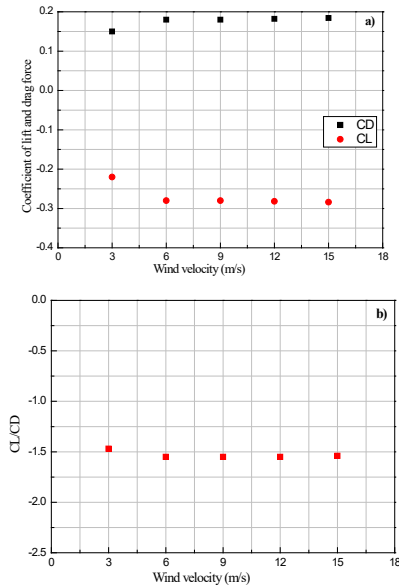 0.2
a)
0.1
0.0
-0.1
-0.2
-0.3
-0.4
Coefficient of lift and drag force
CD
CL
0 3 6 9 12 15 18
Wind velocity (m/s)
0.0
b)
-0.5
-1.0
-1.5
-2.0
-2.5
CL/CD
0 3 6 9 12 15 18
Wind velocity (m/s)